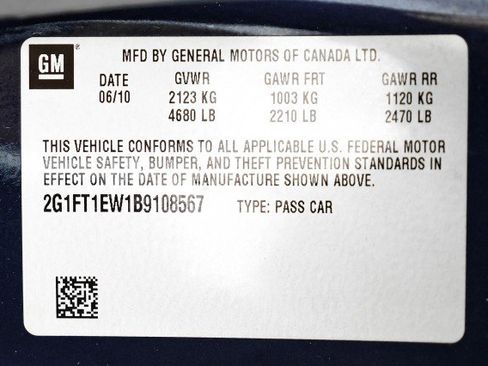 GM
MFD BY GENERAL MOTORS OF CANADA LTD.
DATE GVWR GAWR FRT GAWR RR
06/10 2123 KG 1003 KG 1120 KG
4680 LB 2210 LB 2470 LB
THIS VEHICLE CONFORMS TO ALL APPLICABLE U.S. FEDERAL MOTOR
VEHICLE SAFETY, BUMPER, AND THEFT PREVENTION STANDARDS IN
EFFECT ON THE DATE OF MANUFACTURE SHOWN ABOVE.
2G1FT1EW1B9108567 TYPE: PASS CAR